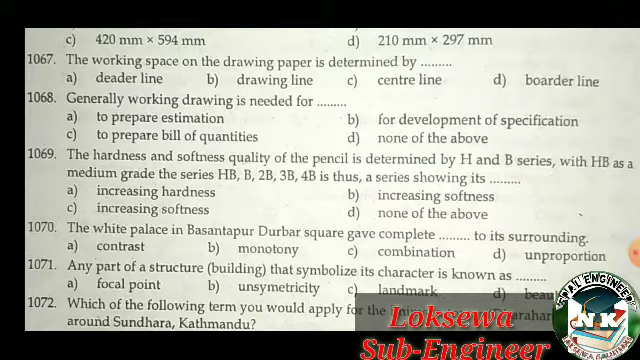 c) 420 mm × 594 mm d) 210 mm × 297 mm
1067. The working space on the drawing paper is determined by .........
a) deader line b) drawing line c) centre line d) boarder line
1068. Generally working drawing is needed for .........
a) to prepare estimation b) for development of specification
c) to prepare bill of quantities d) none of the above
1069. The hardness and softness quality of the pencil is determined by H and B series, with HB as a
medium grade the series HB, B, 2B, 3B, 4B is thus, a series showing its .........
a) increasing hardness b) increasing softness
c) increasing softness d) none of the above
1070. The white palace in Basantapur Durbar square gave complete ......... to its surrounding.
a) contrast b) monotony c) combination d) unproportion
1071. Any part of a structure (building) that symbolize its character is known as .........
a) focal point b) unsymetricity c) landmark d)
1072. Which of the following term you would apply for the
around Sundhara, Kathmandu?
Loksewa
Sub-Engineer
NK